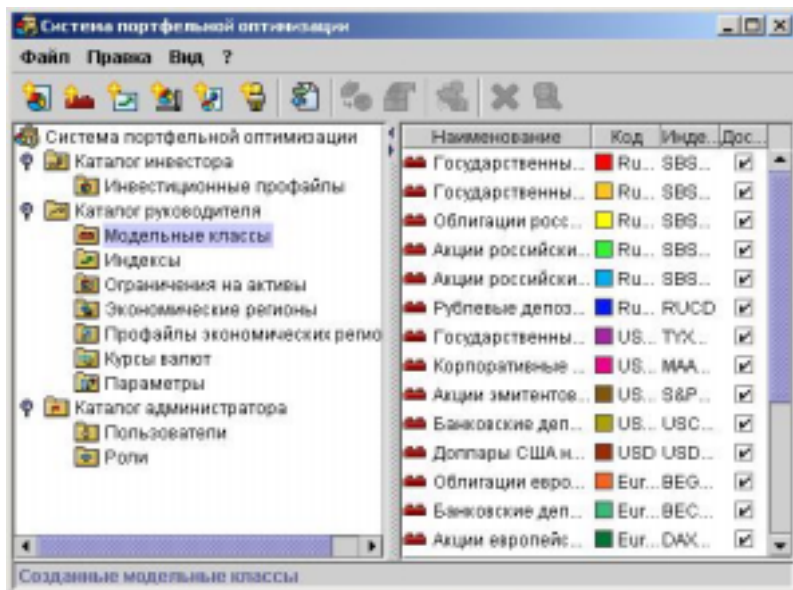 Система портфельной оптимизации
Файл Правка Вид ?
Система портфельной оптимизации
Каталог инвестора
Инвестиционные профайлы
Каталог руководителя
Модельные классы
Индексы
Ограничения на активы
Экономические регионы
Профайлы экономических регио
Курсы валют
Параметры
Каталог администратора
Пользователи
Роли
Наименование Код Инде... Дос...
Государственны... Ru... SBS...
Государственны... Ru... SBS...
Облигации росс... Ru... SBS...
Акции российски... Ru... SBS...
Акции российски... Ru... SBS...
Рублевые депоз... Ru... RUCD
Государственны... US... TYX...
Корпоративные ... US... MAA...
Акции эмитентов... US... S&P...
Банковские деп... US... USC...
Доллары США н... USD USD...
Облигации евро... Eur... BEG...
Банковские деп... Eur... BEC...
Акции европейс... Eur... DAX...
Созданные модельные классы